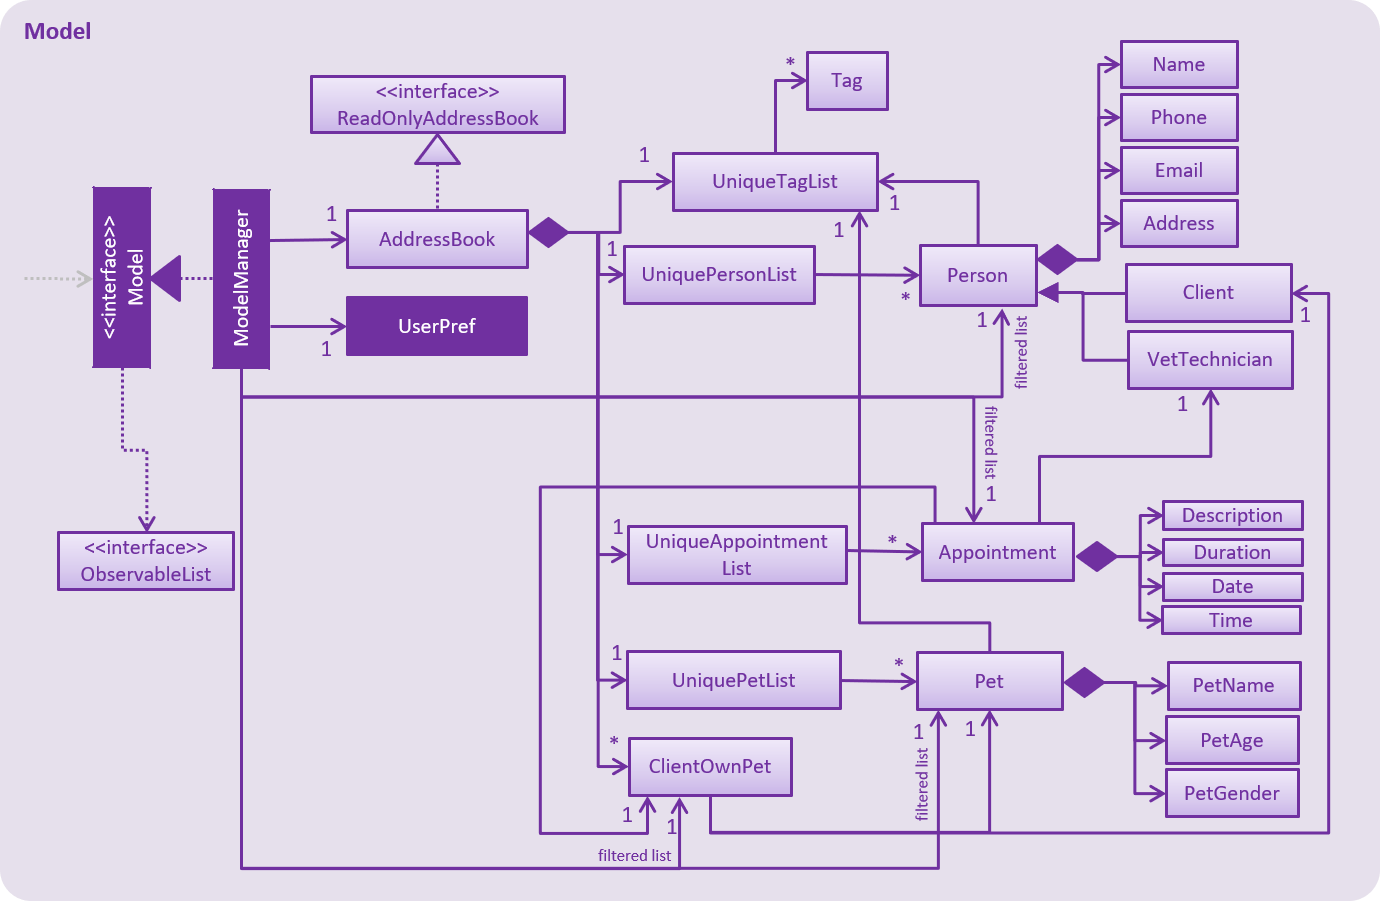 Model
<<interface>>
ReadOnlyAddressBook
<<interface>>
Model
ModelManager
1
AddressBook
1
UserPref
<<interface>>
ObservableList
*
Tag
1
UniqueTagList
1
1
1
UniquePersonList
*
Person
1
filtered list
Name
Phone
Email
Address
Client
1
VetTechnician
1
filtered list
1
1
UniqueAppointment
List
*
Appointment
Description
Duration
Date
Time
1
UniquePetList
*
Pet
1
filtered list
1
PetName
PetAge
PetGender
*
ClientOwnPet
1
1
filtered list